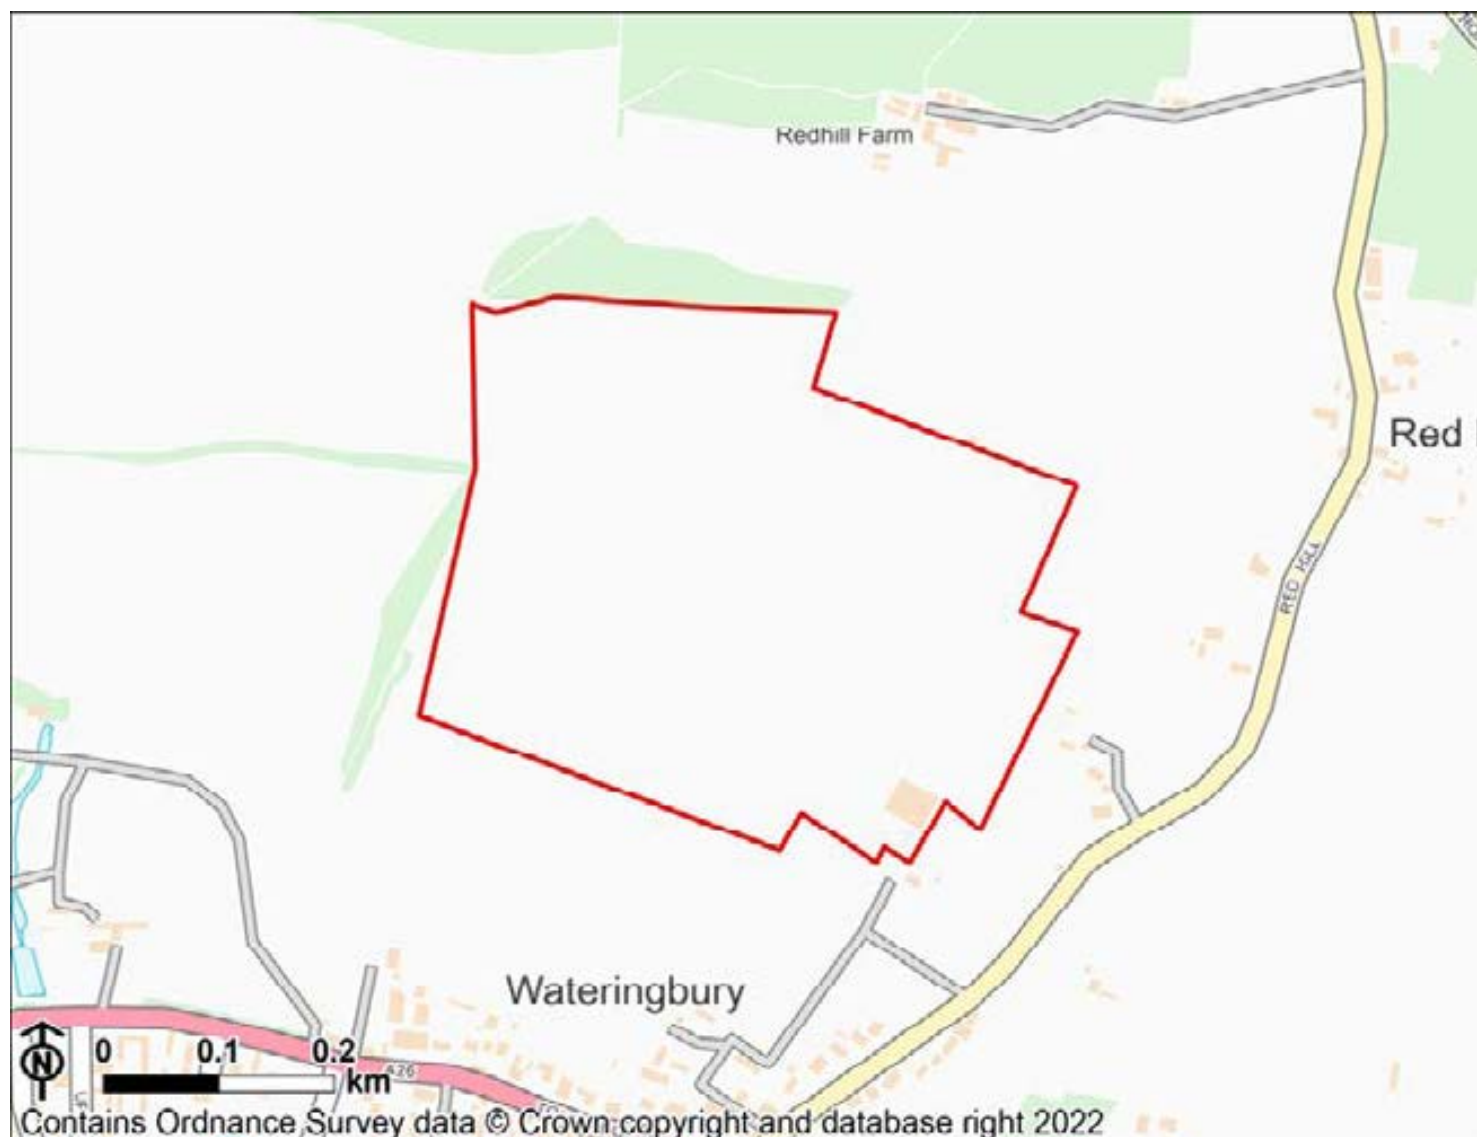 Redhill Farm
Red
RED HILL
Wateringbury
0 0.1 0.2
km
N
A26
Contains Ordnance Survey data © Crown copyright and database right 2022